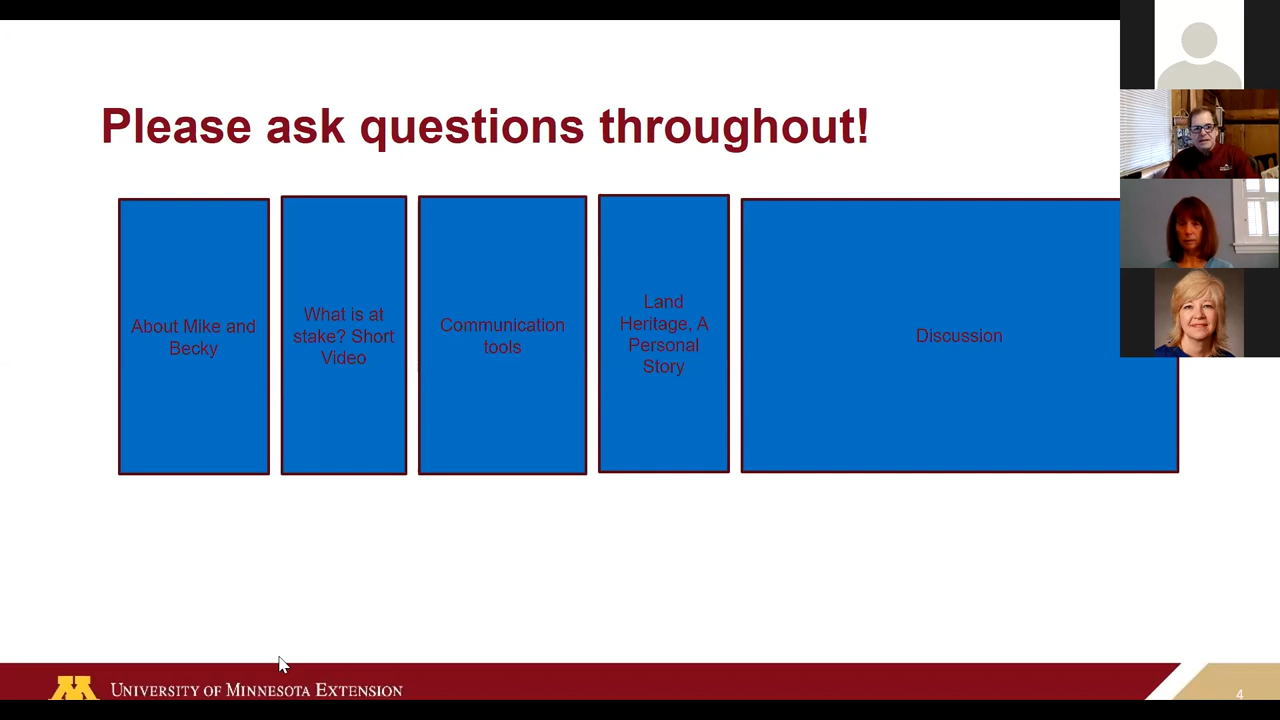 Please ask questions throughout!
About Mike and
Becky
What is at
stake? Short
Video
Communication
tools
Land
Heritage, A
Personal
Story
Discussion
UNIVERSITY OF MINNESOTA EXTENSION
4